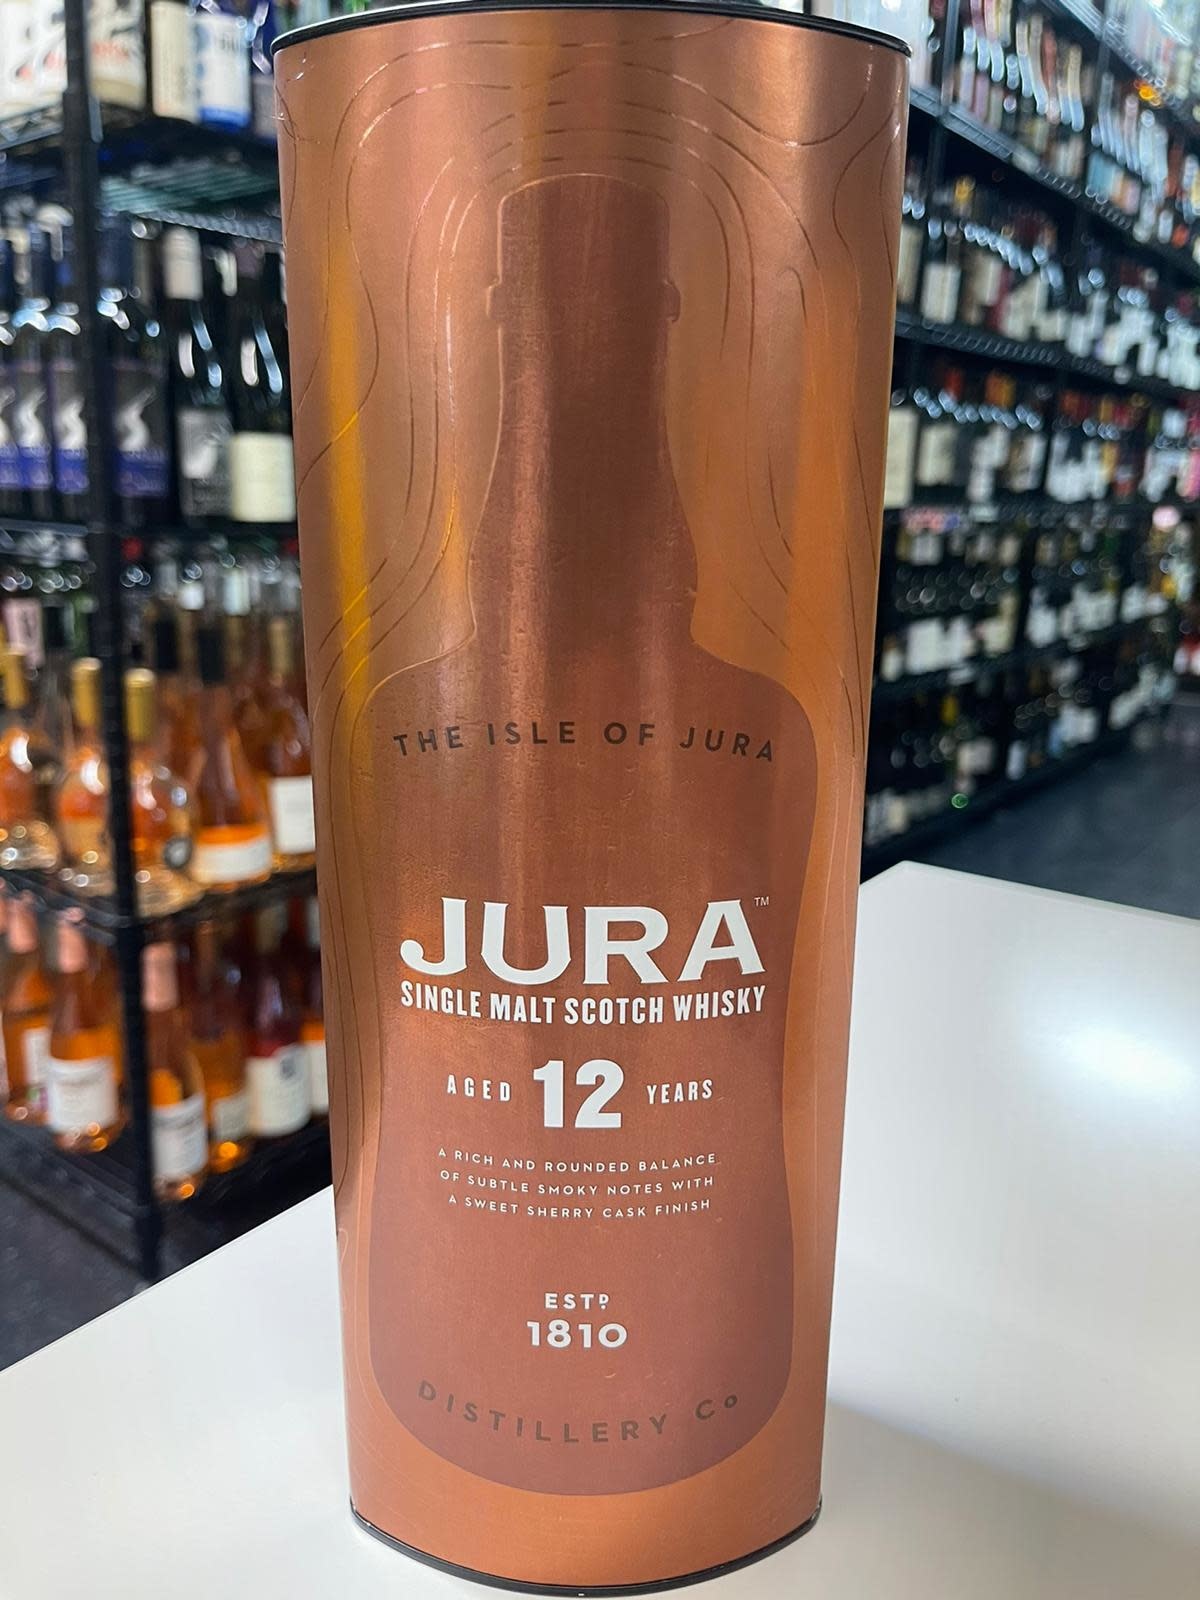 THE ISLE OF JURA
JURA™
SINGLE MALT SCOTCH WHISKY
AGED 12 YEARS
A RICH AND ROUNDED BALANCE
OF SUBTLE SMOKY NOTES WITH
A SWEET SHERRY CASK FINISH
ESTD
1810
DISTILLERY Co